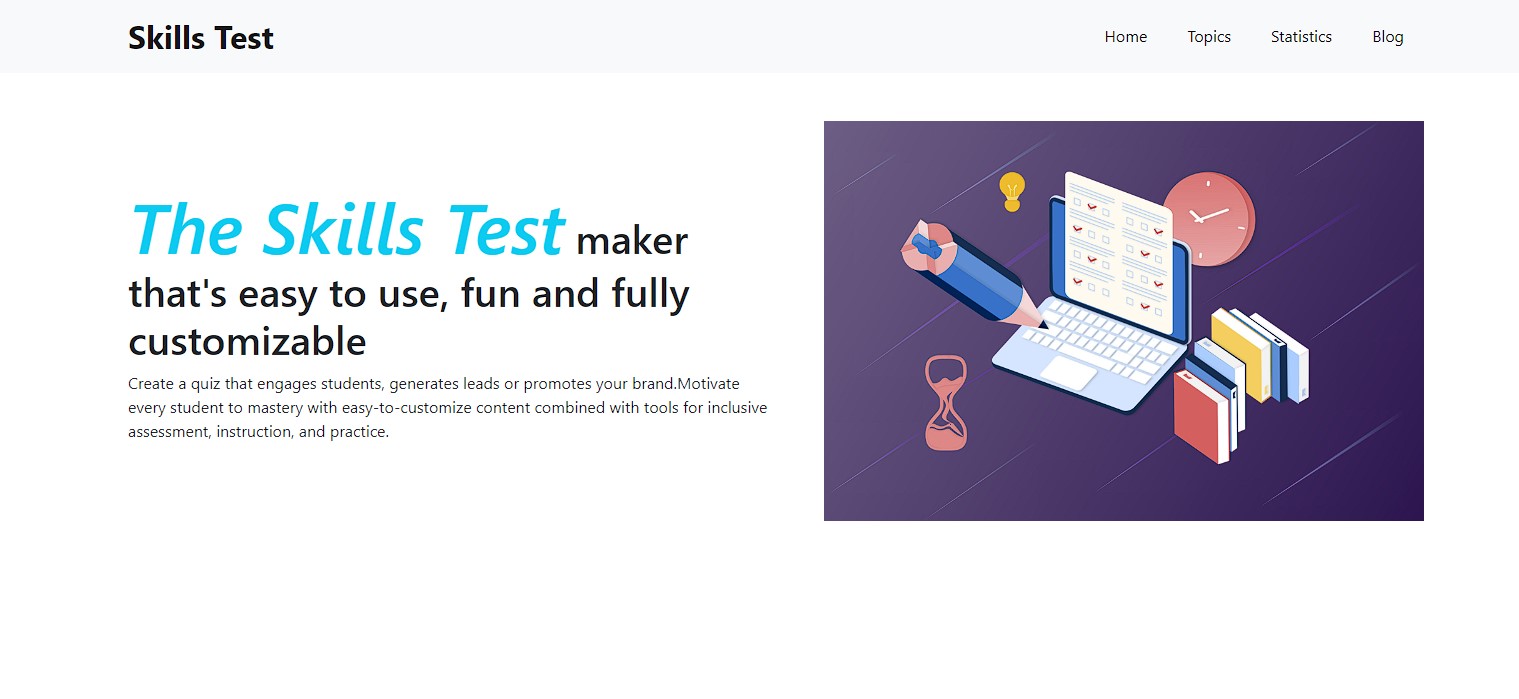 Skills Test
Home Topics Statistics Blog
The Skills Test maker
that's easy to use, fun and fully
customizable
Create a quiz that engages students, generates leads or promotes your brand.Motivate
every student to mastery with easy-to-customize content combined with tools for inclusive
assessment, instruction, and practice.